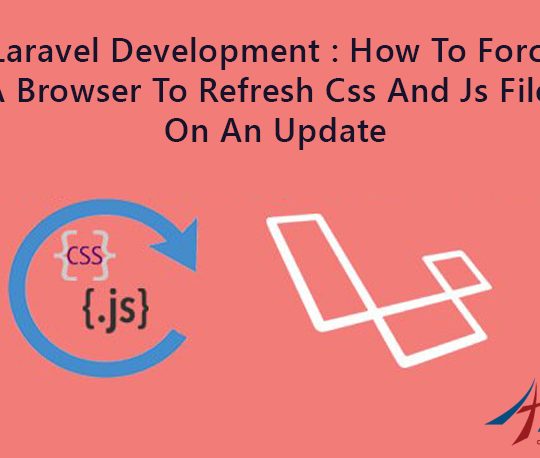 Laravel Development : How To Forc
A Browser To Refresh Css And Js File
On An Update
{CSS}
{.js}